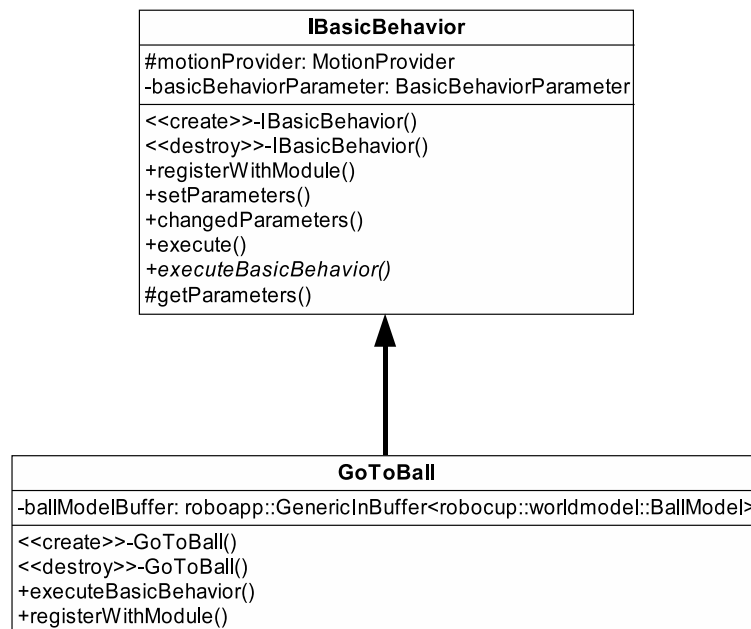 IBasicBehavior
#motionProvider: MotionProvider
-basicBehaviorParameter: BasicBehaviorParameter
<<create>>-IBasicBehavior()
<<destroy>>-IBasicBehavior()
+registerWithModule()
+setParameters()
+changedParameters()
+execute()
+executeBasicBehavior()
#getParameters()
GoToBall
-ballModelBuffer: roboapp::GenericInBuffer<robocup::worldmodel::BallModel>
<<create>>-GoToBall()
<<destroy>>-GoToBall()
+executeBasicBehavior()
+registerWithModule()